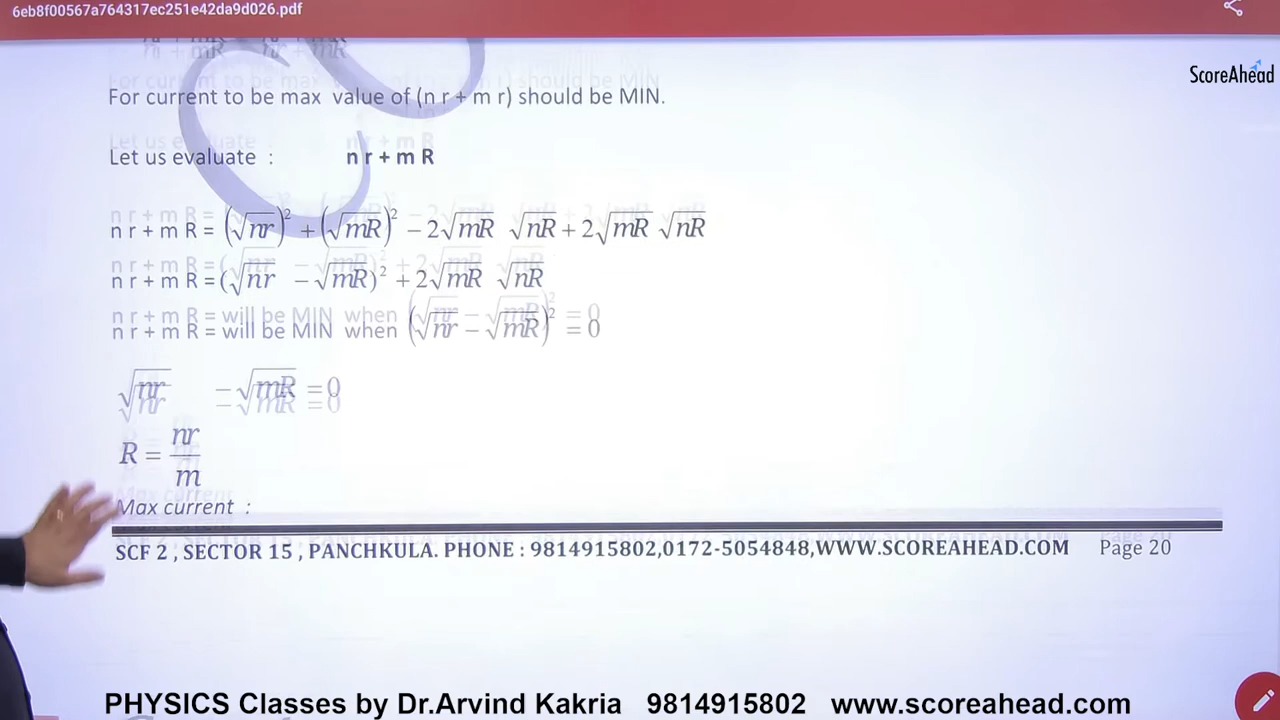 6eb8f00567a764317ec251e42da9d026.pdf
ScoreAhead
For current to be max value of (n r + m r) should be MIN.
Let us evaluate : n r + m R
n r + m R = (√nr)² + (√mR)² − 2√mR √nR + 2√mR √nR
n r + m R = (√nr − √mR)² + 2√mR √nR
n r + m R = will be MIN when (√nr − √mR)² = 0
√nr − √mR = 0
R = nr/m
Max current :
SCF 2 , SECTOR 15 , PANCHKULA. PHONE : 9814915802,0172-5054848,WWW.SCOREAHEAD.COM Page 20
PHYSICS Classes by Dr.Arvind Kakria 9814915802 www.scoreahead.com